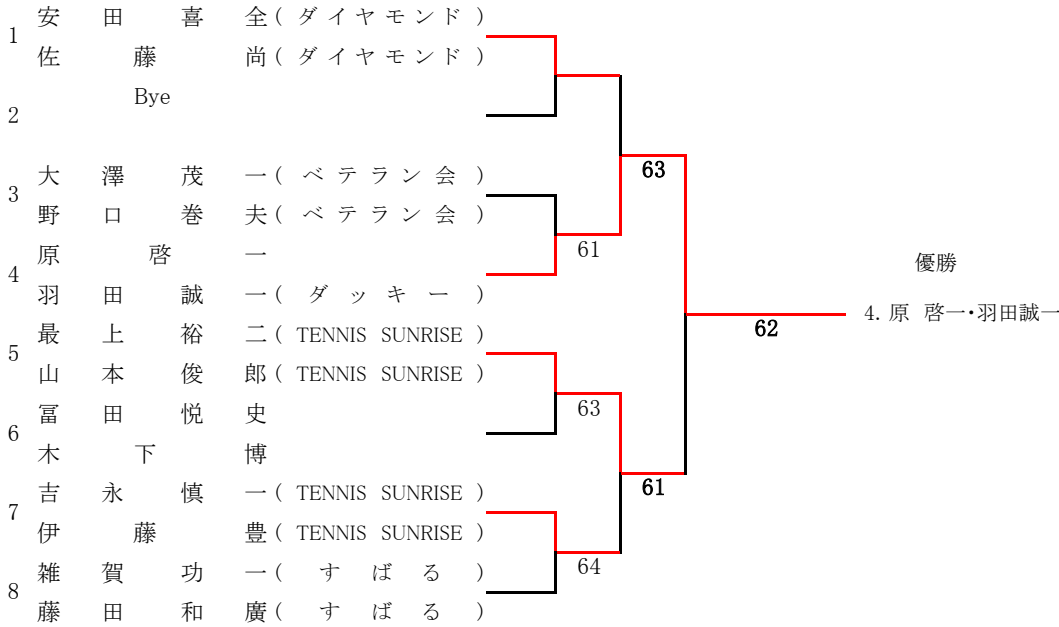 1
安田喜全(ダイヤモンド)
佐藤尚(ダイヤモンド)
2
Bye
3
大澤茂一(ベテラン会)
野口巻夫(ベテラン会)
4
原啓一
羽田誠一(ダッキー)
5
最上裕二(TENNIS SUNRISE)
山本俊郎(TENNIS SUNRISE)
6
冨田悦史
木下博
7
吉永慎一(TENNIS SUNRISE)
伊藤豊(TENNIS SUNRISE)
8
雑賀功一(すばる)
藤田和廣(すばる)
61
63
64
63
61
62
優勝
4. 原 啓一・羽田誠一